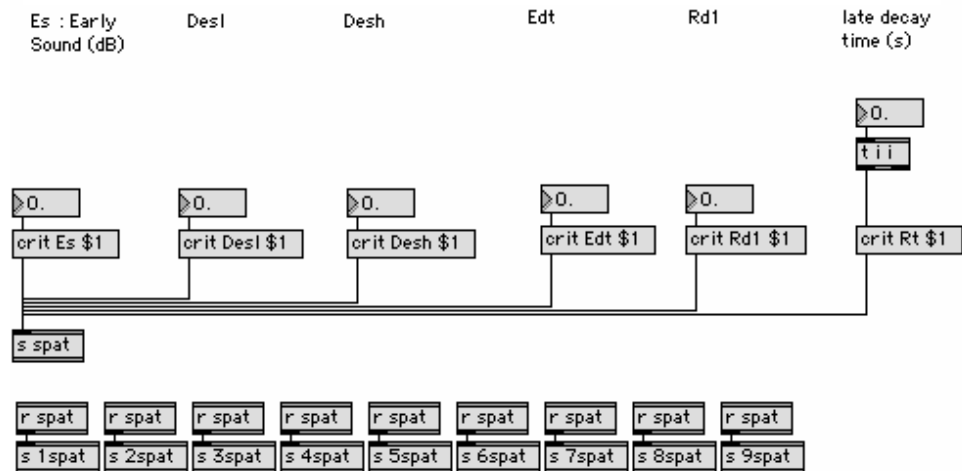 Es : Early
Sound (dB)
Desl
Desh
Edt
Rd1
late decay
time (s)
0.
t i i
0.
0.
0.
0.
0.
crit Es $1
crit Desl $1
crit Desh $1
crit Edt $1
crit Rd1 $1
crit Rt $1
s spat
r spat
r spat
r spat
r spat
r spat
r spat
r spat
r spat
r spat
s 1spat
s 2spat
s 3spat
s 4spat
s 5spat
s 6spat
s 7spat
s 8spat
s 9spat